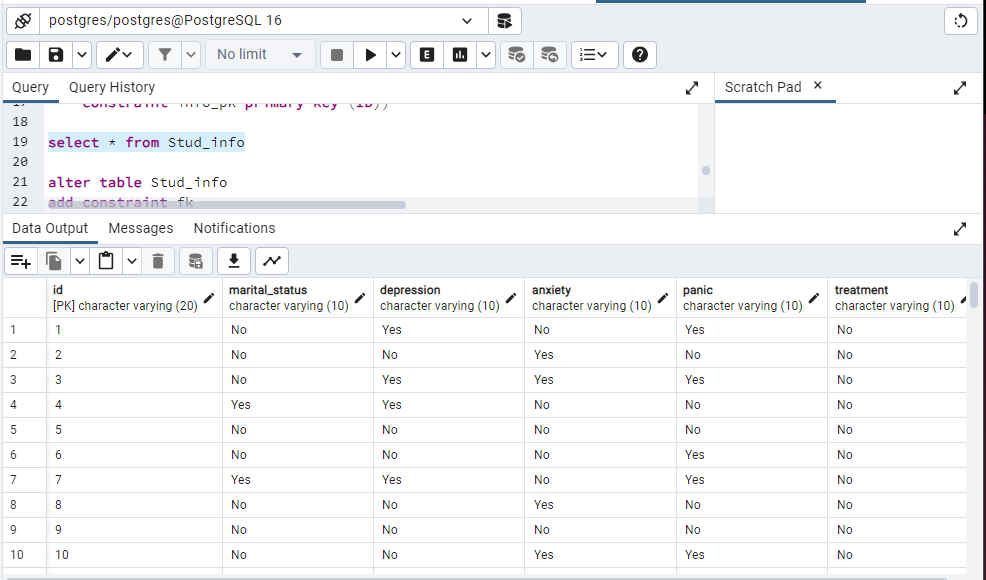 postgres/postgres@PostgreSQL 16
No limit
E
Query Query History
Scratch Pad
17 constraint info_pk primary key (ID))
18
19 select * from Stud_info
20
21 alter table Stud_info
22 add constraint fk
Data Output Messages Notifications
id marital_status depression anxiety panic treatment
[PK] character varying (20) character varying (10) character varying (10) character varying (10) character varying (10) character varying (10)
1 1 No Yes No Yes No
2 2 No No Yes No No
3 3 No Yes Yes Yes No
4 4 Yes Yes No No No
5 5 No No No No No
6 6 No No No Yes No
7 7 Yes Yes No Yes No
8 8 No No Yes No No
9 9 No No No No No
10 10 No No Yes Yes No